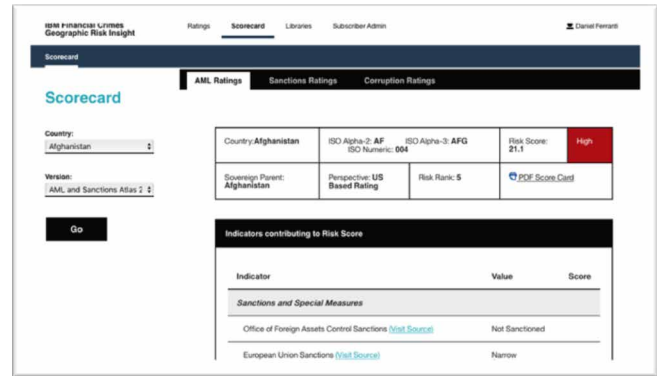 IBM Financial Crimes
Geographic Risk Insight
Ratings Scorecard Libraries Subscriber Admin
Daniel Ferranti
Scorecard
AML Ratings Sanctions Ratings Corruption Ratings
Scorecard
Country:
Afghanistan
Version:
AML and Sanctions Atlas 2
Go
Country:Afghanistan
ISO Alpha-2: AF ISO Alpha-3: AFG
ISO Numeric: 004
Risk Score:
21.1
High
Sovereign Parent:
Afghanistan
Perspective: US
Based Rating
Risk Rank: 5
PDF Score Card
Indicators contributing to Risk Score
Indicator Value Score
Sanctions and Special Measures
Office of Foreign Assets Control Sanctions (Visit Source) Not Sanctioned
European Union Sanctions (Visit Source) Narrow